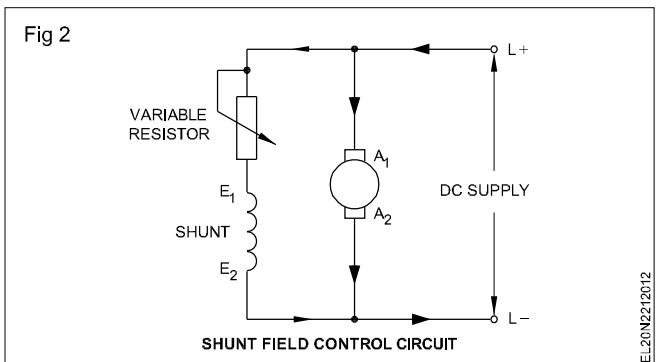 Fig 2
L+
VARIABLE
RESISTOR
A1
DC SUPPLY
E1
A2
SHUNT
E2
L-
SHUNT FIELD CONTROL CIRCUIT
EL20N2212012